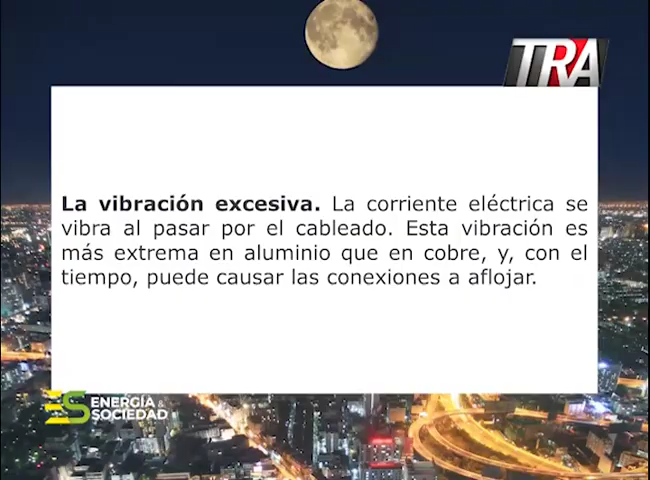 TRA
La vibración excesiva. La corriente eléctrica se
vibra al pasar por el cableado. Esta vibración es
más extrema en aluminio que en cobre, y, con el
tiempo, puede causar las conexiones a aflojar.
ES ENERGÍA &
SOCIEDAD